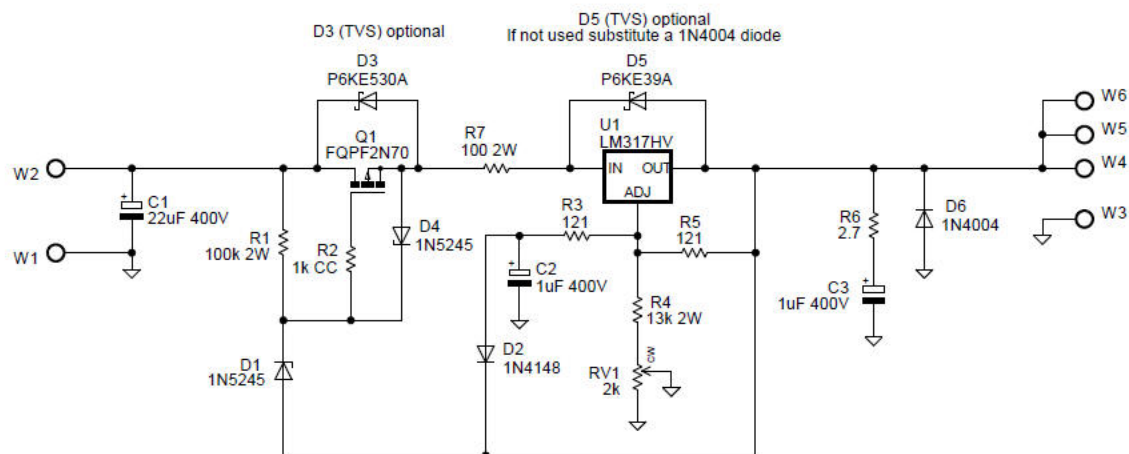 D5 (TVS) optional
If not used substitute a 1N4004 diode
D3 (TVS) optional
D3
P6KE530A
D5
P6KE39A
Q1
FQPF2N70
R7
100 2W
U1
LM317HV
IN OUT
ADJ
W6
W5
W4
W3
W2
W1
+
C1
22uF 400V
R1
100k 2W
R2
1k CC
D4
1N5245
R3
121
R5
121
+
C2
1uF 400V
R4
13k 2W
R6
2.7
D6
1N4004
+
C3
1uF 400V
D1
1N5245
D2
1N4148
RV1
2k
CW